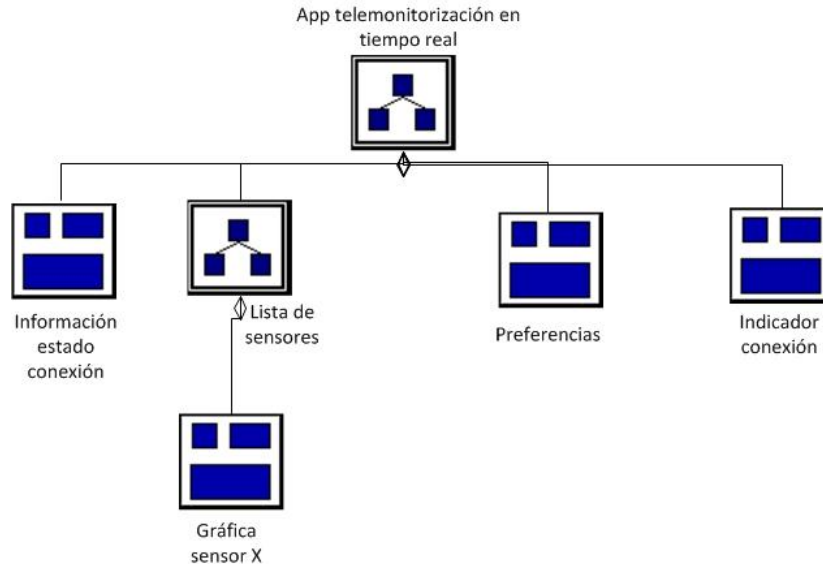 App telemonitorización en
tiempo real
Información
estado
conexión
Lista de
sensores
Preferencias
Indicador
conexión
Gráfica
sensor X